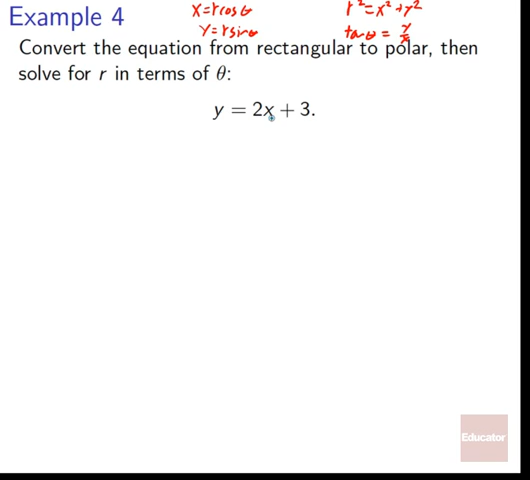 Example 4
x=rcosθ
r²=x²+y²
y=rsinθ
tanθ = y/x
Convert the equation from rectangular to polar, then
solve for r in terms of θ:
y = 2x + 3.
Educator